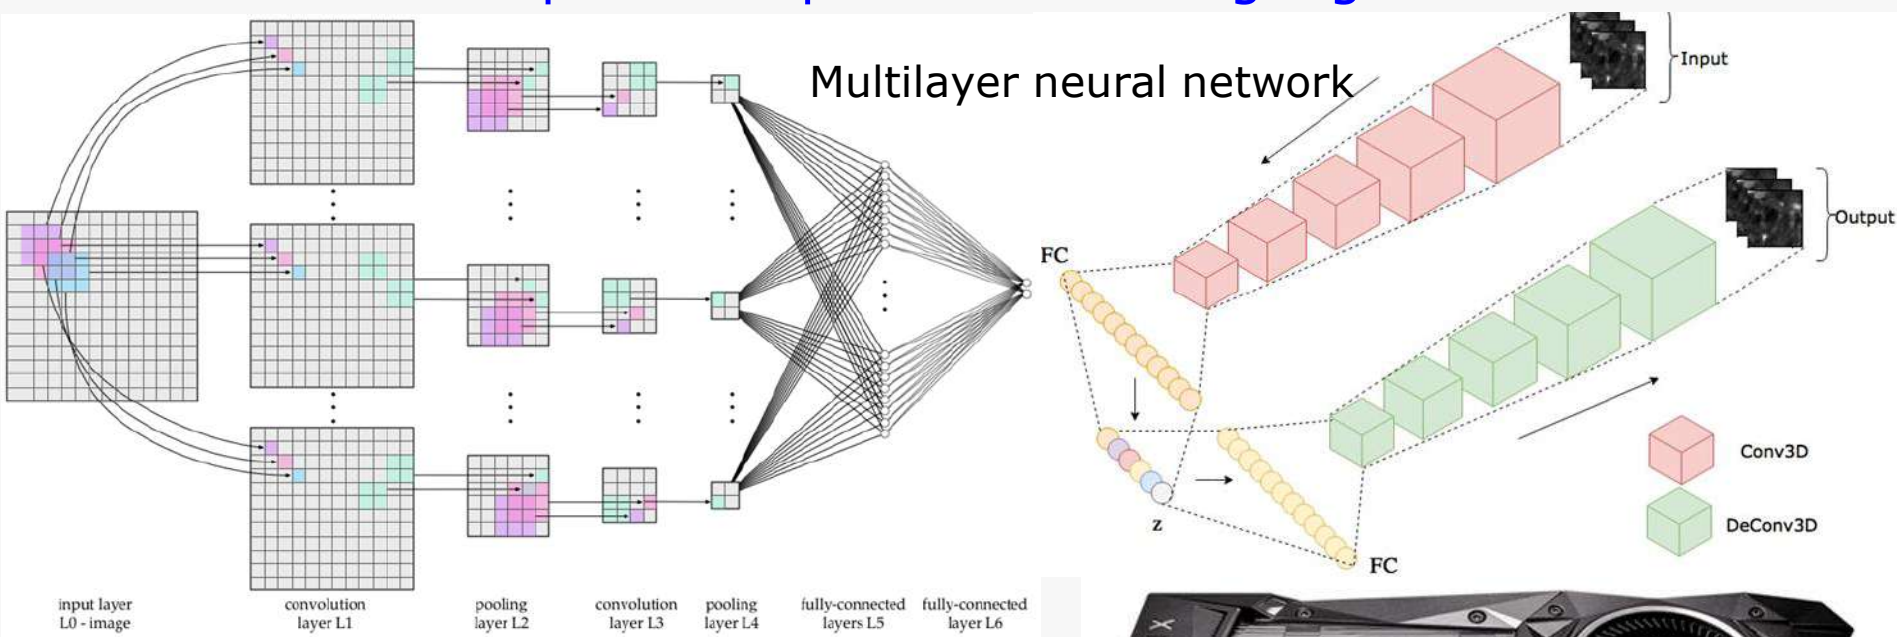 Multilayer neural network
Input
Output
FC
z
FC
Conv3D
DeConv3D
input layer
L0 - image
convolution
layer L1
pooling
layer L2
convolution
layer L3
pooling
layer L4
fully-connected
layers L5
fully-connected
layer L6